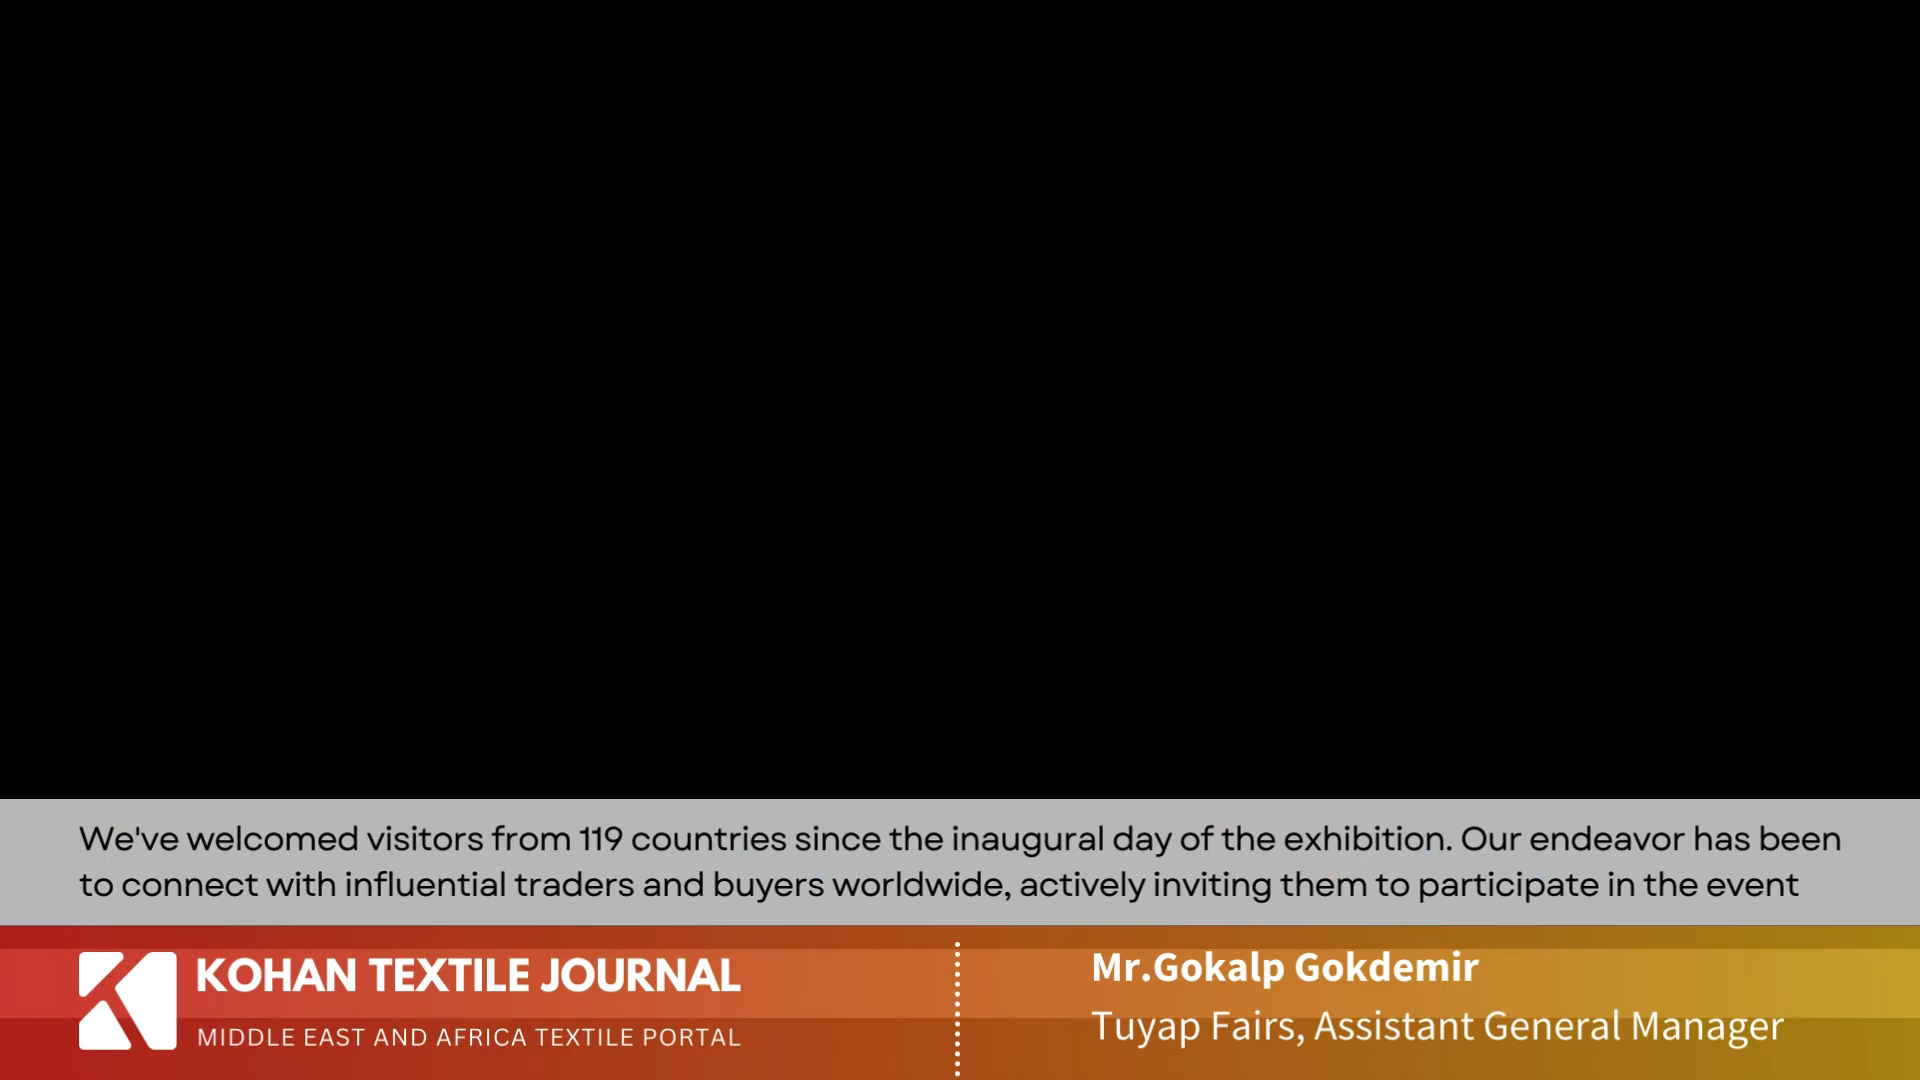 We've welcomed visitors from 119 countries since the inaugural day of the exhibition. Our endeavor has been
to connect with influential traders and buyers worldwide, actively inviting them to participate in the event
KOHAN TEXTILE JOURNAL
MIDDLE EAST AND AFRICA TEXTILE PORTAL
Mr.Gokalp Gokdemir
Tuyap Fairs, Assistant General Manager